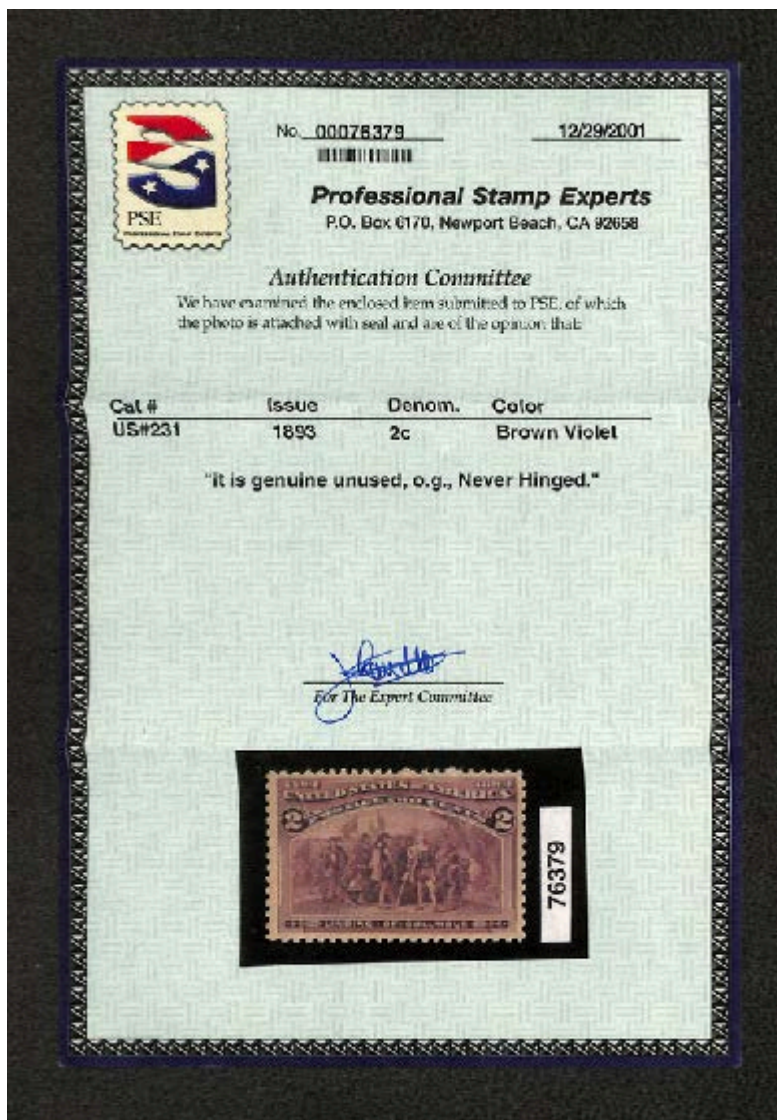 No. 00076379 12/29/2001
Professional Stamp Experts
P.O. Box 6170, Newport Beach, CA 92658
PSE
Authentication Committee
We have examined the enclosed item submitted to PSE, of which
the photo is attached with seal and are of the opinion that:
Cat # Issue Denom. Color
US#231 1893 2c Brown Violet
"it is genuine unused, o.g., Never Hinged."
For The Expert Committee
UNITED STATES OF AMERICA
2 2
76379